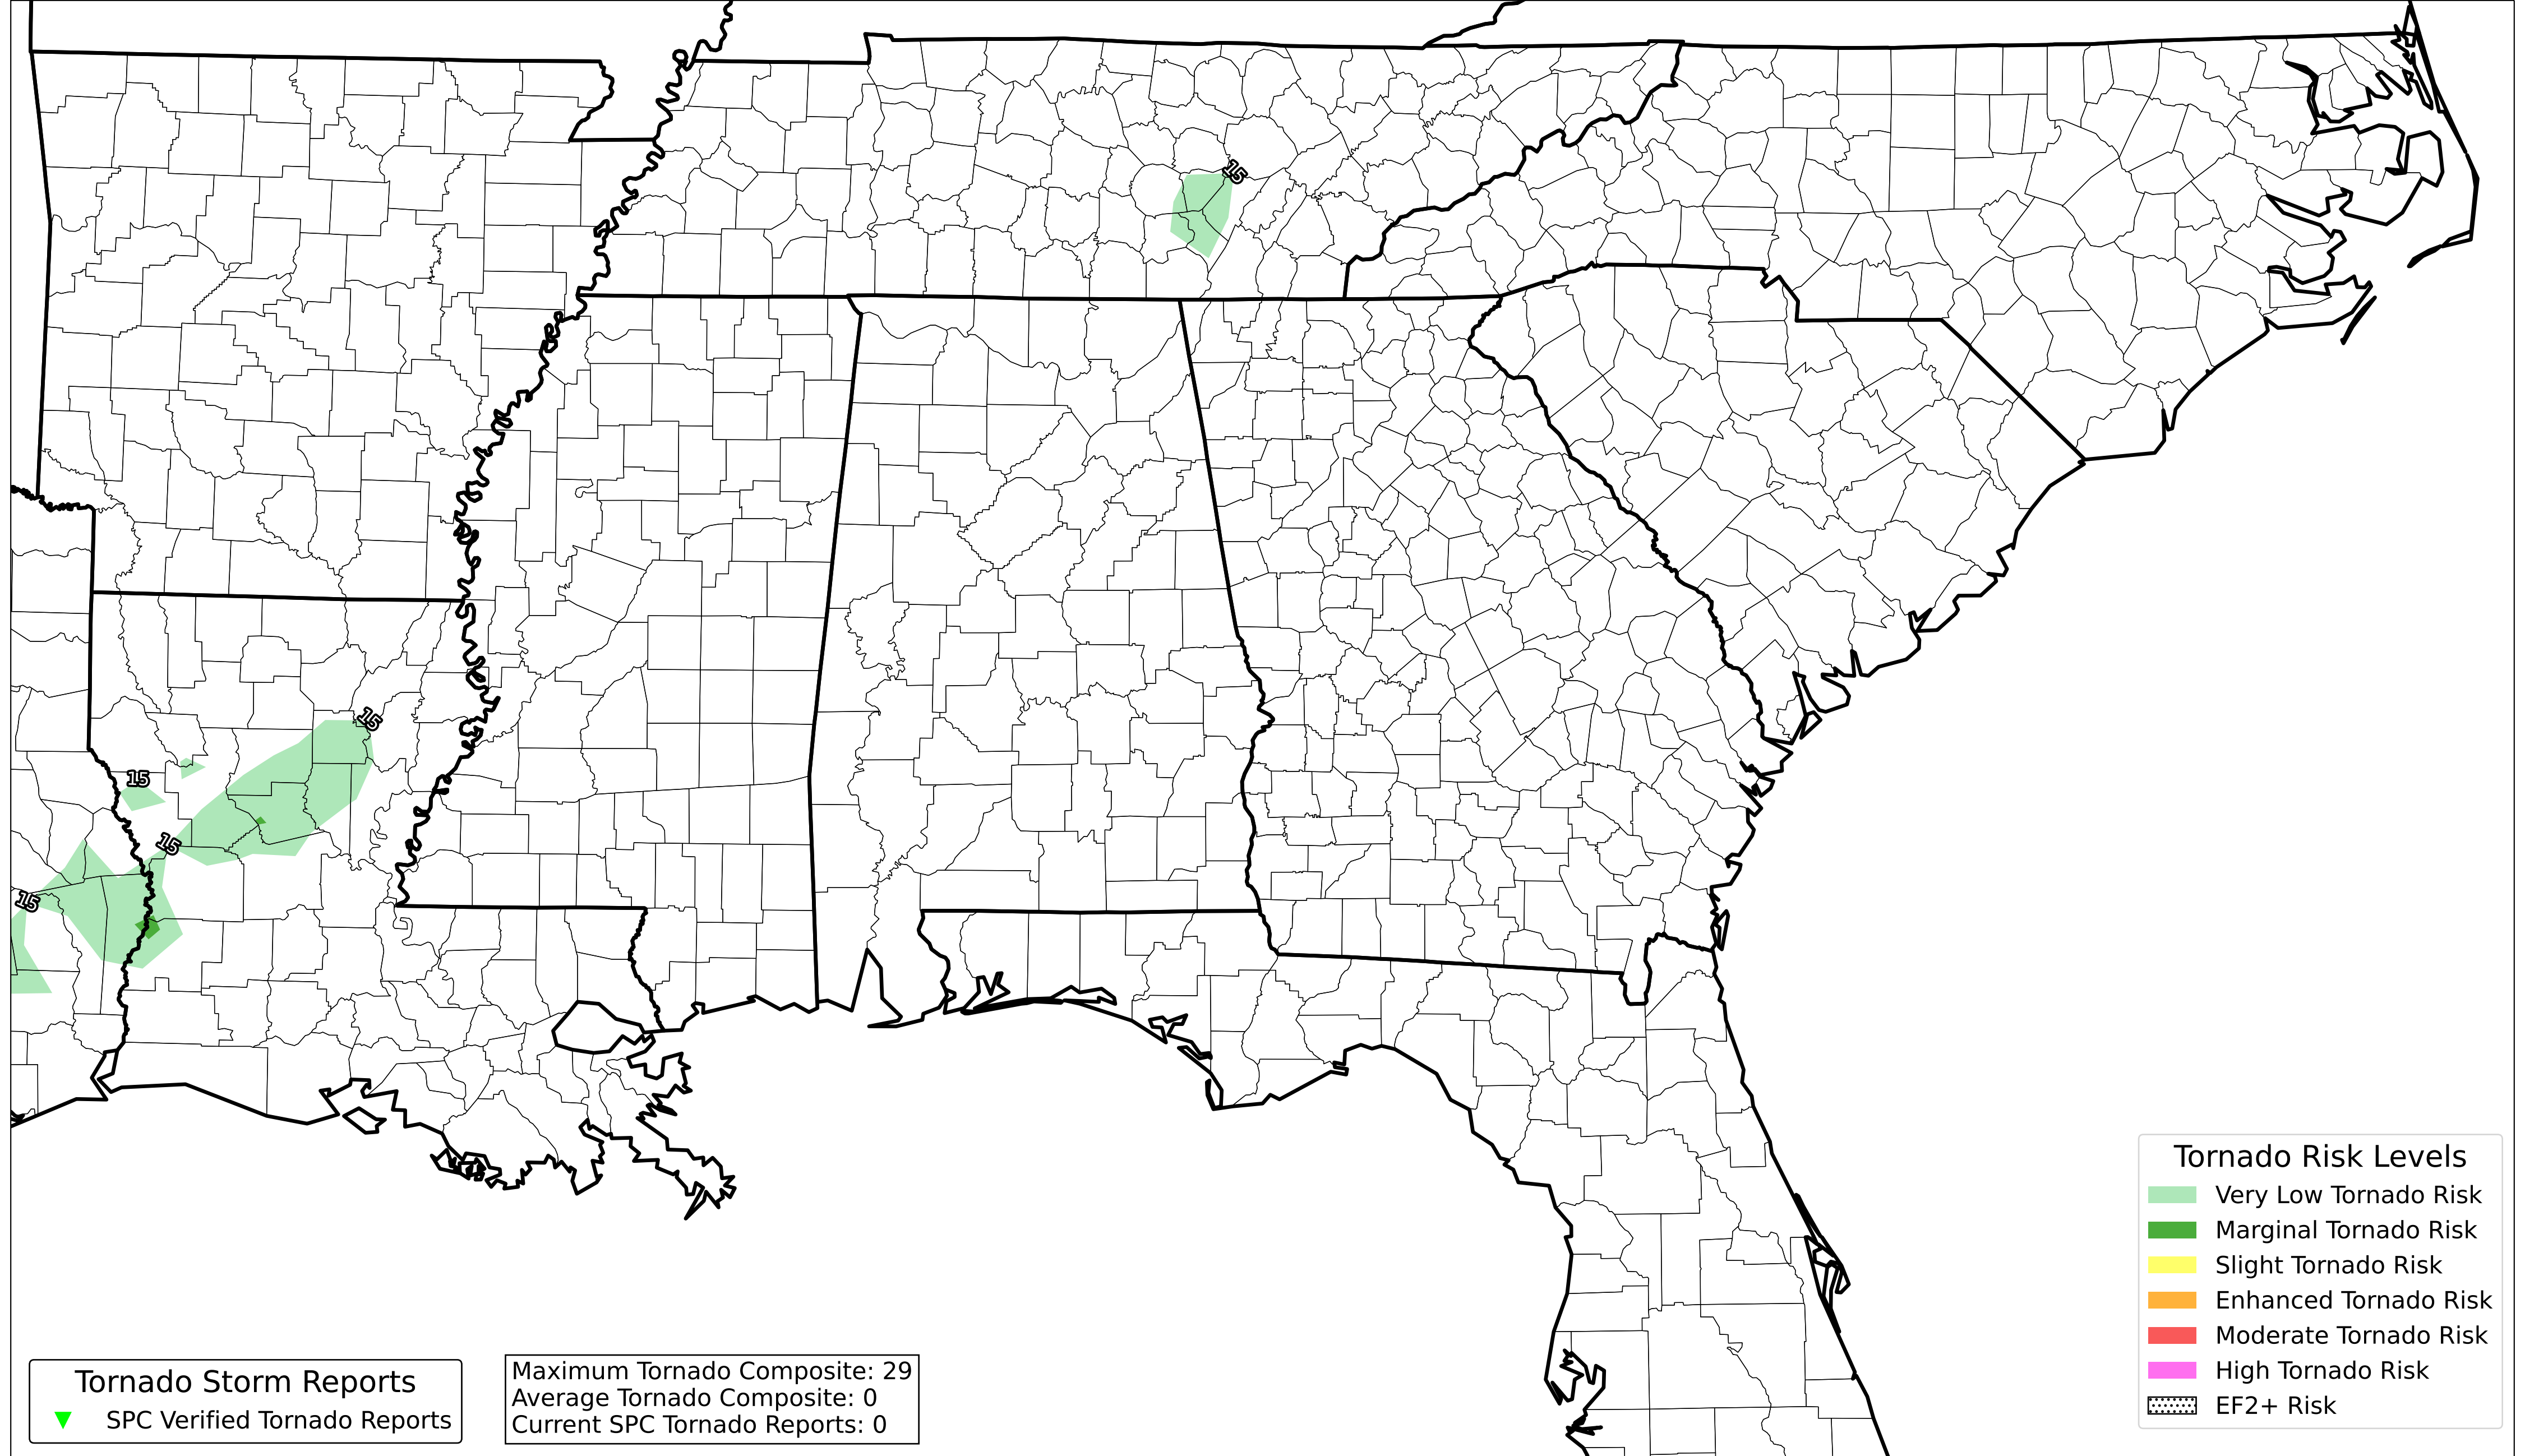 15
15
15
15
15
Tornado Risk Levels
Very Low Tornado Risk
Marginal Tornado Risk
Slight Tornado Risk
Enhanced Tornado Risk
Moderate Tornado Risk
High Tornado Risk
EF2+ Risk
Tornado Storm Reports
SPC Verified Tornado Reports
Maximum Tornado Composite: 29
Average Tornado Composite: 0
Current SPC Tornado Reports: 0